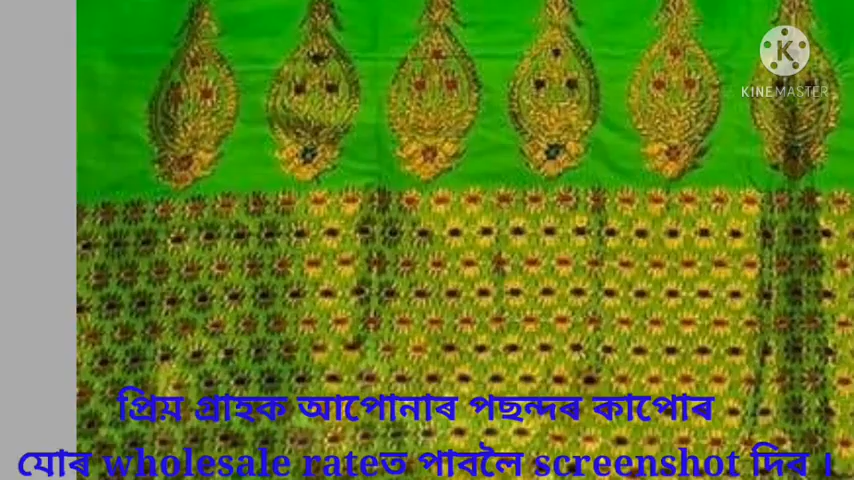 KINEMASTER
প্ৰিয় গ্ৰাহক আপোনাৰ পছন্দৰ কাপোৰ
মোৰ wholesale rateত পাবলৈ screenshot দিব ।